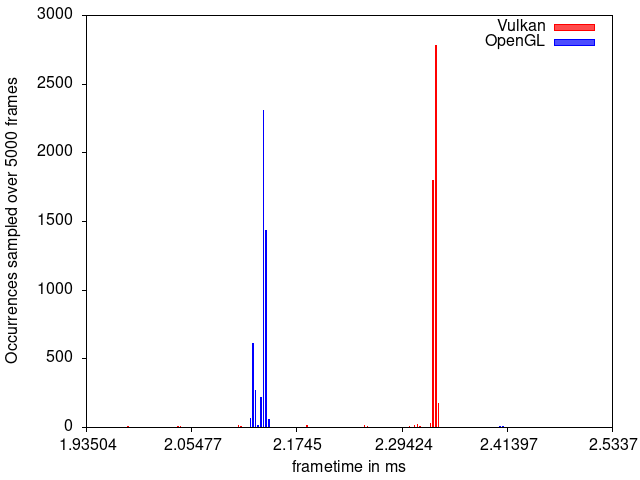 3000
2500
2000
1500
1000
500
0
Occurrences sampled over 5000 frames
Vulkan
OpenGL
1.93504 2.05477 2.1745 2.29424 2.41397 2.5337
frametime in ms